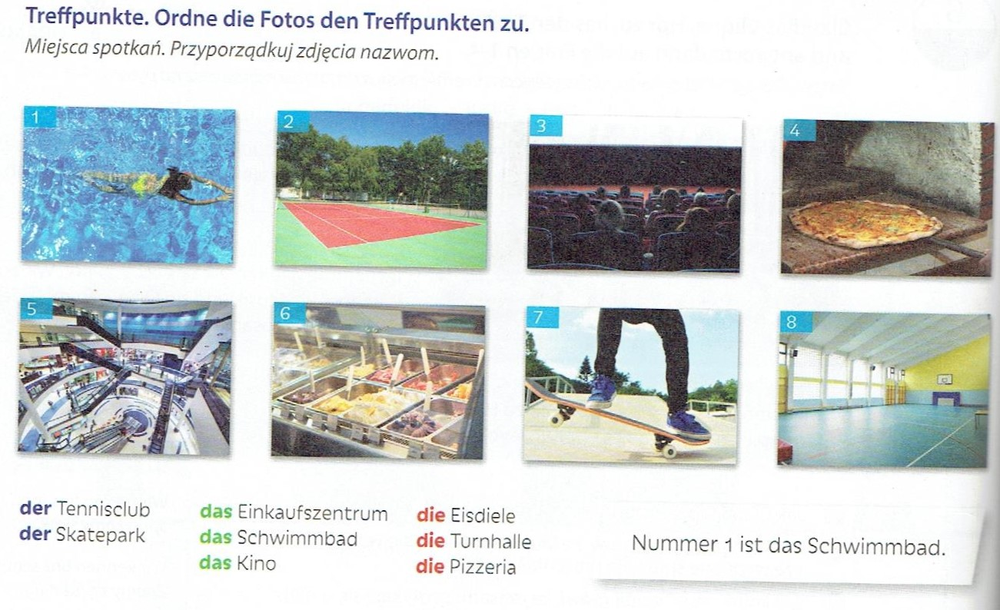 Treffpunkte. Ordne die Fotos den Treffpunkten zu.
Miejsca spotkań. Przyporządkuj zdjęcia nazwom.
1
2
3
4
5
6
7
8
der Tennisclub
der Skatepark
das Einkaufszentrum
das Schwimmbad
das Kino
die Eisdiele
die Turnhalle
die Pizzeria
Nummer 1 ist das Schwimmbad.